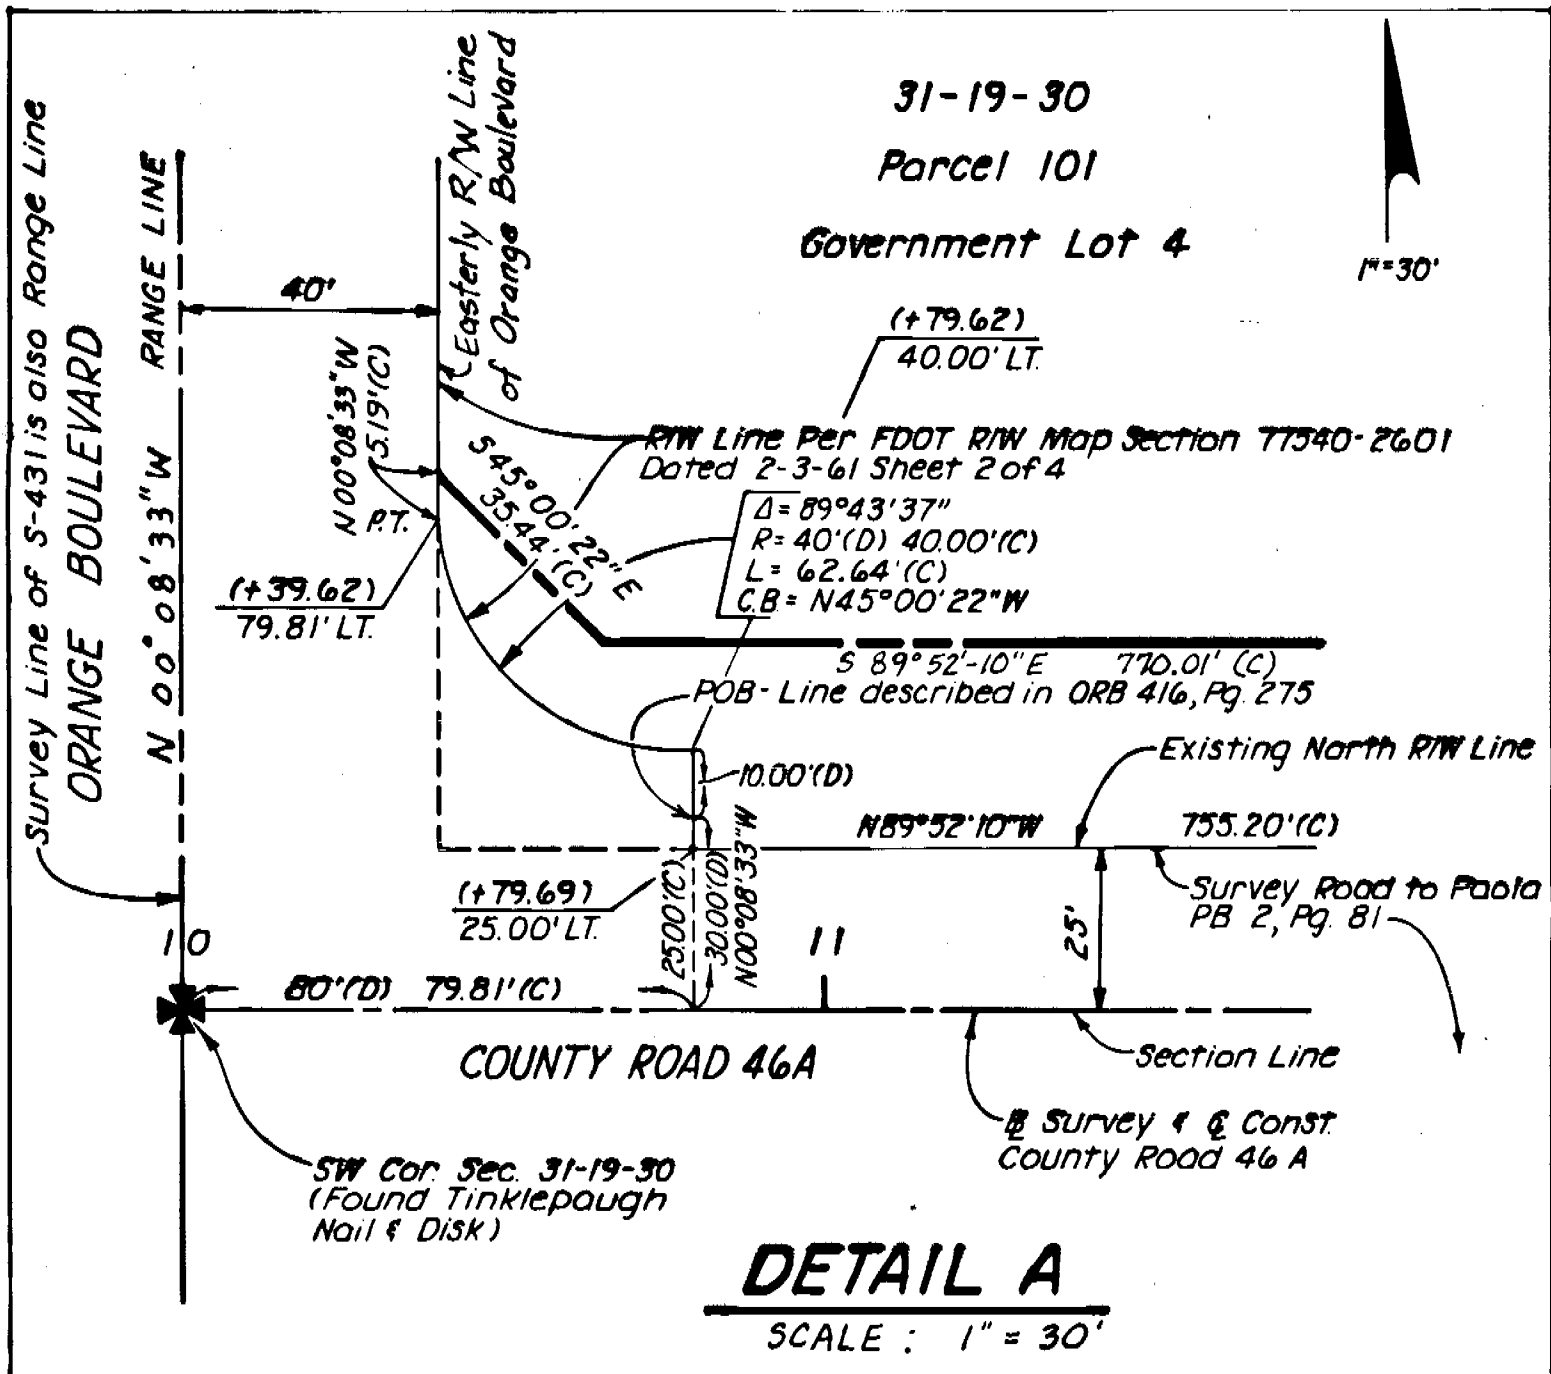 31-19-30
Parcel 101
Government Lot 4
1"=30'
Survey Line of S-431 is also Range Line
ORANGE BOULEVARD
N 00°08'33"W RANGE LINE
40'
Easterly R/W Line
of Orange Boulevard
(+79.62)
40.00' LT.
N00°08'33"W
5.19'(C)
P.T.
R/W Line Per FDOT R/W Map Section 77540-2601
Dated 2-3-61 Sheet 2 of 4
S45°00'22"E
35.44'(C)
Δ=89°43'37"
R=40'(D) 40.00'(C)
L=62.64'(C)
C.B=N45°00'22"W
(+39.62)
79.81' LT.
S 89°52'-10"E 770.01' (C)
POB-Line described in ORB 416, Pg. 275
Existing North R/W Line
10.00'(D)
N89°52'10"W 755.20'(C)
(+79.69)
25.00' LT.
25.00'(C)
30.00'(D)
N00°08'33"W
25'
Survey Road to Paola
PB 2, Pg. 81
10
11
80'(D) 79.81'(C)
COUNTY ROAD 46A
Section Line
℄ Survey & ℄ Const.
County Road 46 A
SW Cor. Sec. 31-19-30
(Found Tinklepaugh
Nail & Disk)
DETAIL A
SCALE : 1" = 30'